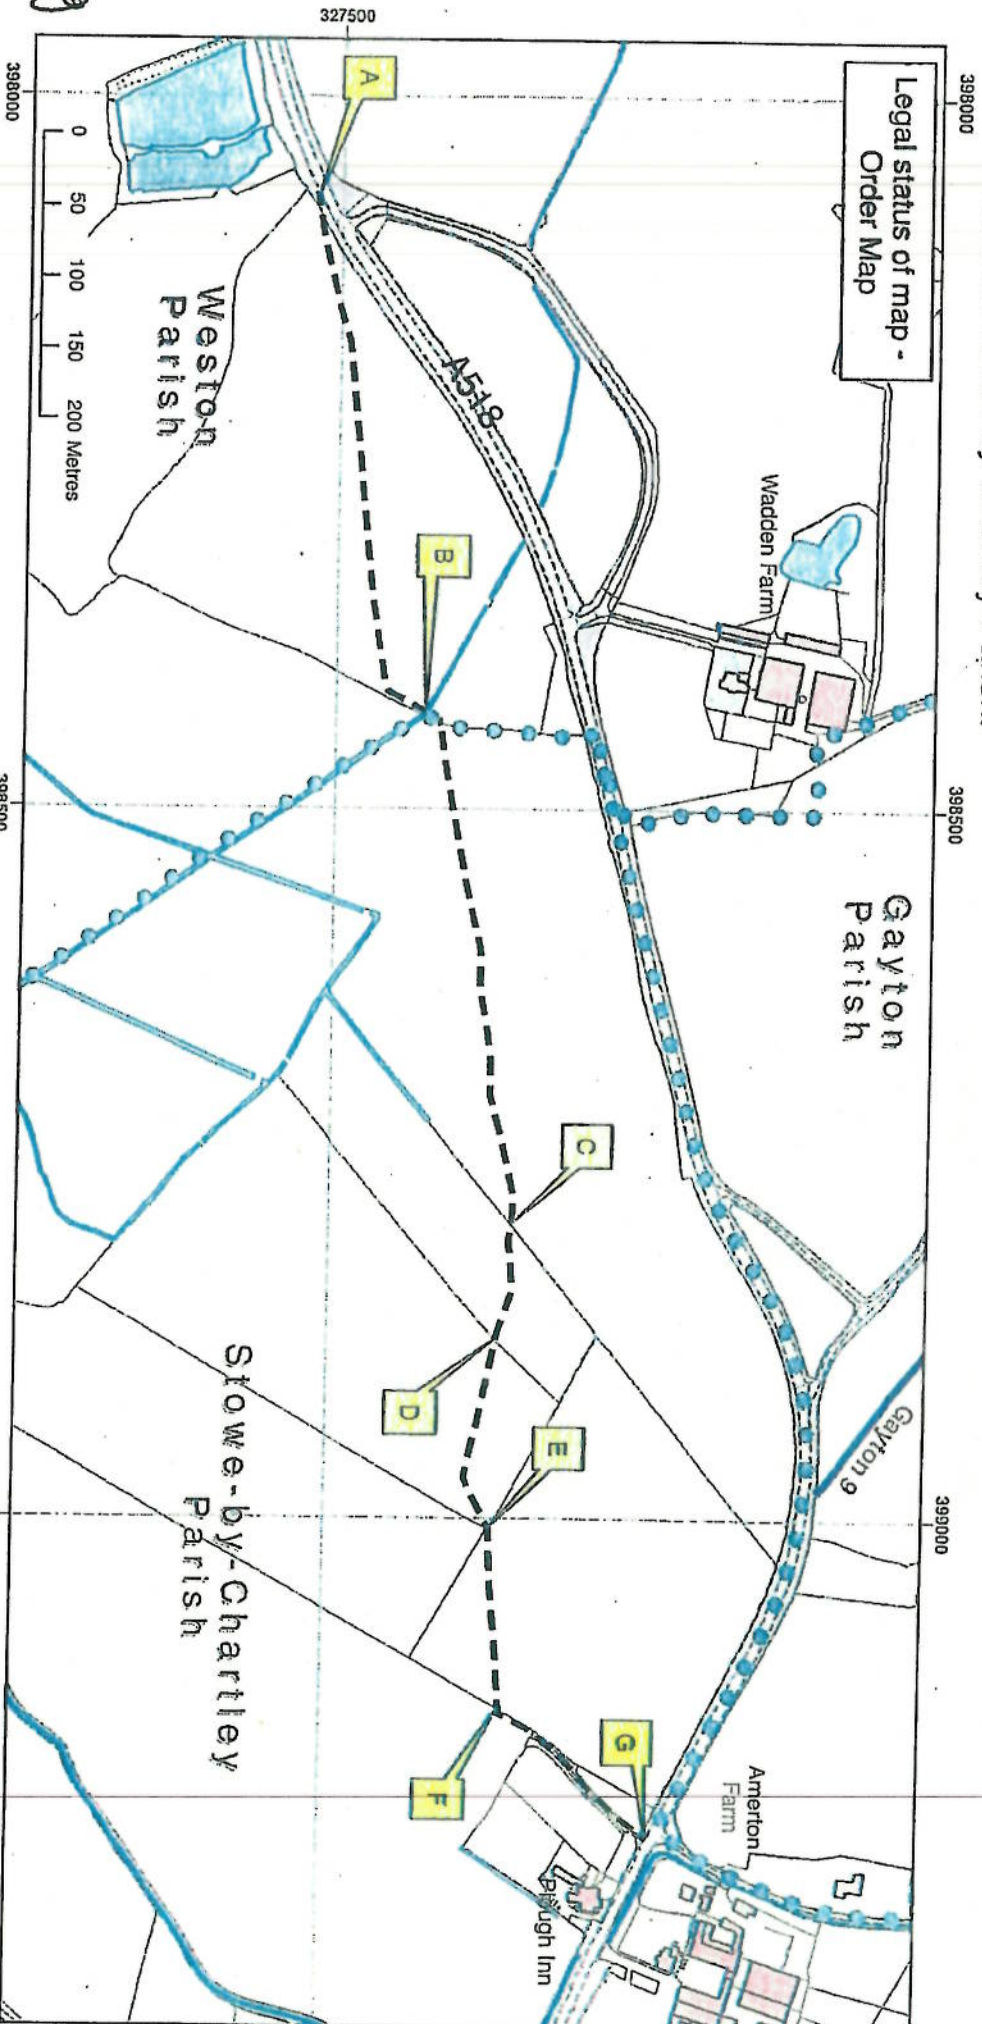 Legal status of map -
Order Map
398000
398500
399000
327500
398000
A
B
C
D
E
F
G
A518
Wadden Farm
Gayton
Parish
Gayton 9
Weston
Parish
Stowe-by-Chartley
Parish
Amerton
Farm
Plough Inn
0 50 100 150 200 Metres